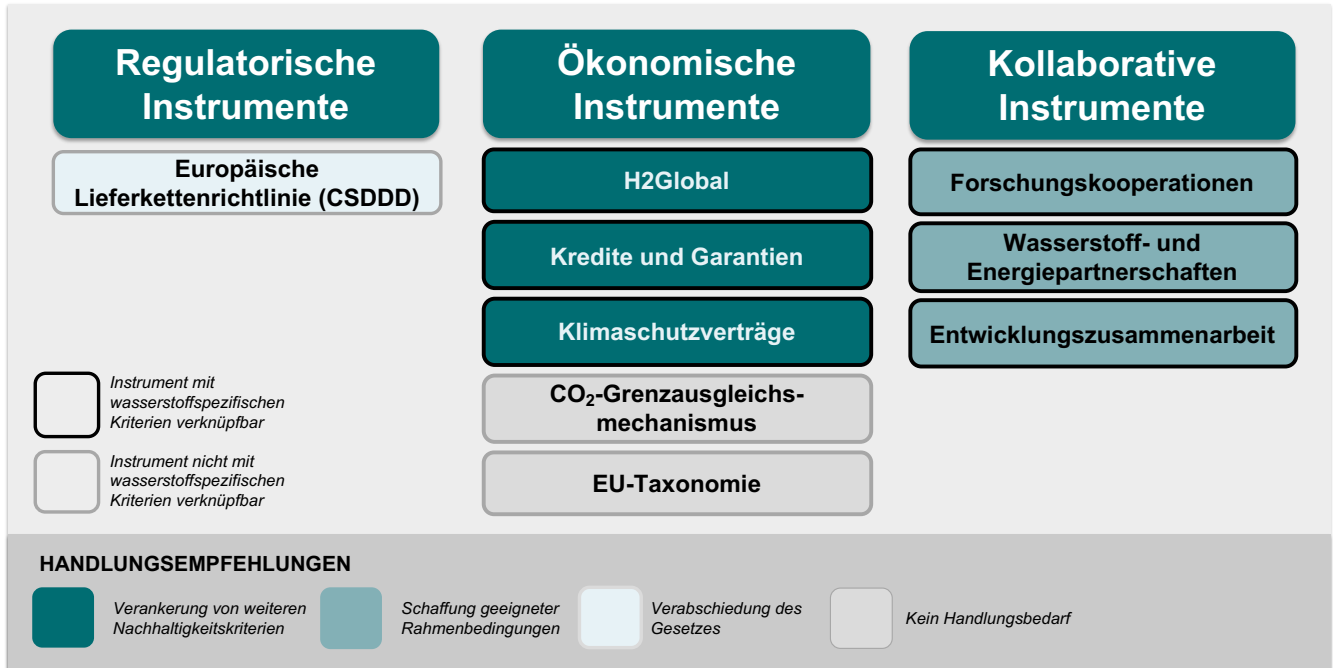 Regulatorische
Instrumente
Europäische
Lieferkettenrichtlinie (CSDDD)
Ökonomische
Instrumente
H2Global
Kredite und Garantien
Klimaschutzverträge
CO₂-Grenzausgleichs-
mechanismus
EU-Taxonomie
Kollaborative
Instrumente
Forschungskooperationen
Wasserstoff- und
Energiepartnerschaften
Entwicklungszusammenarbeit
Instrument mit
wasserstoffspezifischen
Kriterien verknüpfbar
Instrument nicht mit
wasserstoffspezifischen
Kriterien verknüpfbar
HANDLUNGSEMPFEHLUNGEN
Verankerung von weiteren
Nachhaltigkeitskriterien
Schaffung geeigneter
Rahmenbedingungen
Verabschiedung des
Gesetzes
Kein Handlungsbedarf